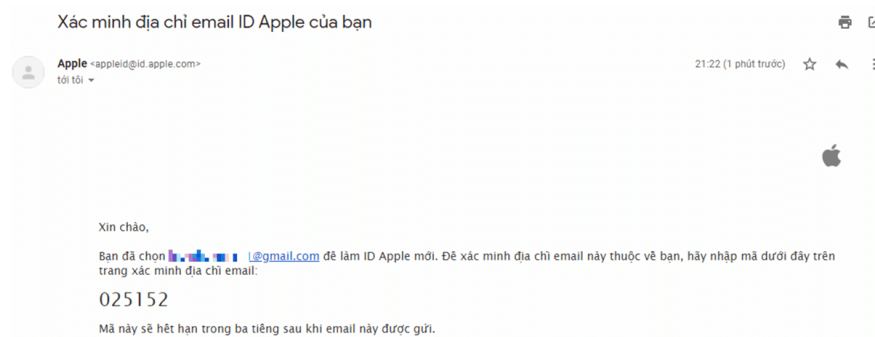 Xác minh địa chỉ email ID Apple của bạn
Apple <appleid@id.apple.com>
21:22 (1 phút trước)
tới tôi
Xin chào,
Bạn đã chọn l@gmail.com để làm ID Apple mới. Để xác minh địa chỉ email này thuộc về bạn, hãy nhập mã dưới đây trên
trang xác minh địa chỉ email:
025152
Mã này sẽ hết hạn trong ba tiếng sau khi email này được gửi.